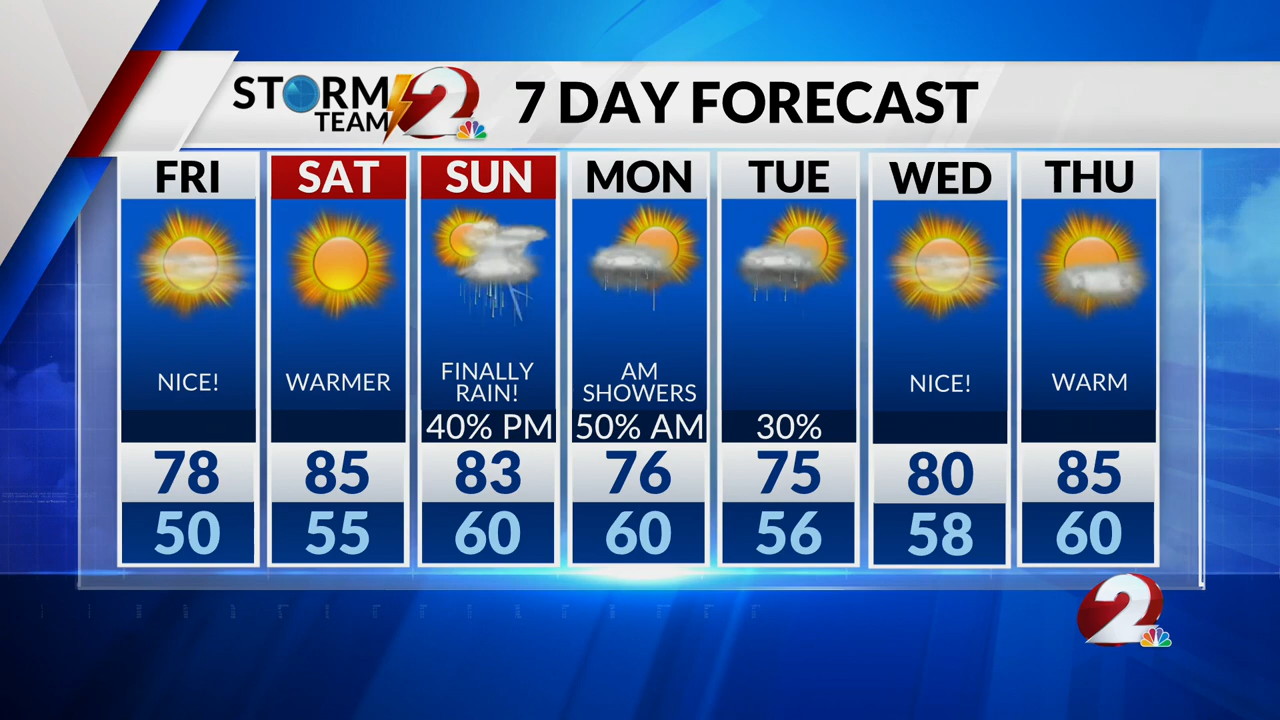 STORM
TEAM
2
7 DAY FORECAST
FRI
SAT
SUN
MON
TUE
WED
THU
NICE!
WARMER
FINALLY
RAIN!
AM
SHOWERS
NICE!
WARM
40% PM
50% AM
30%
78
85
83
76
75
80
85
50
55
60
60
56
58
60
2